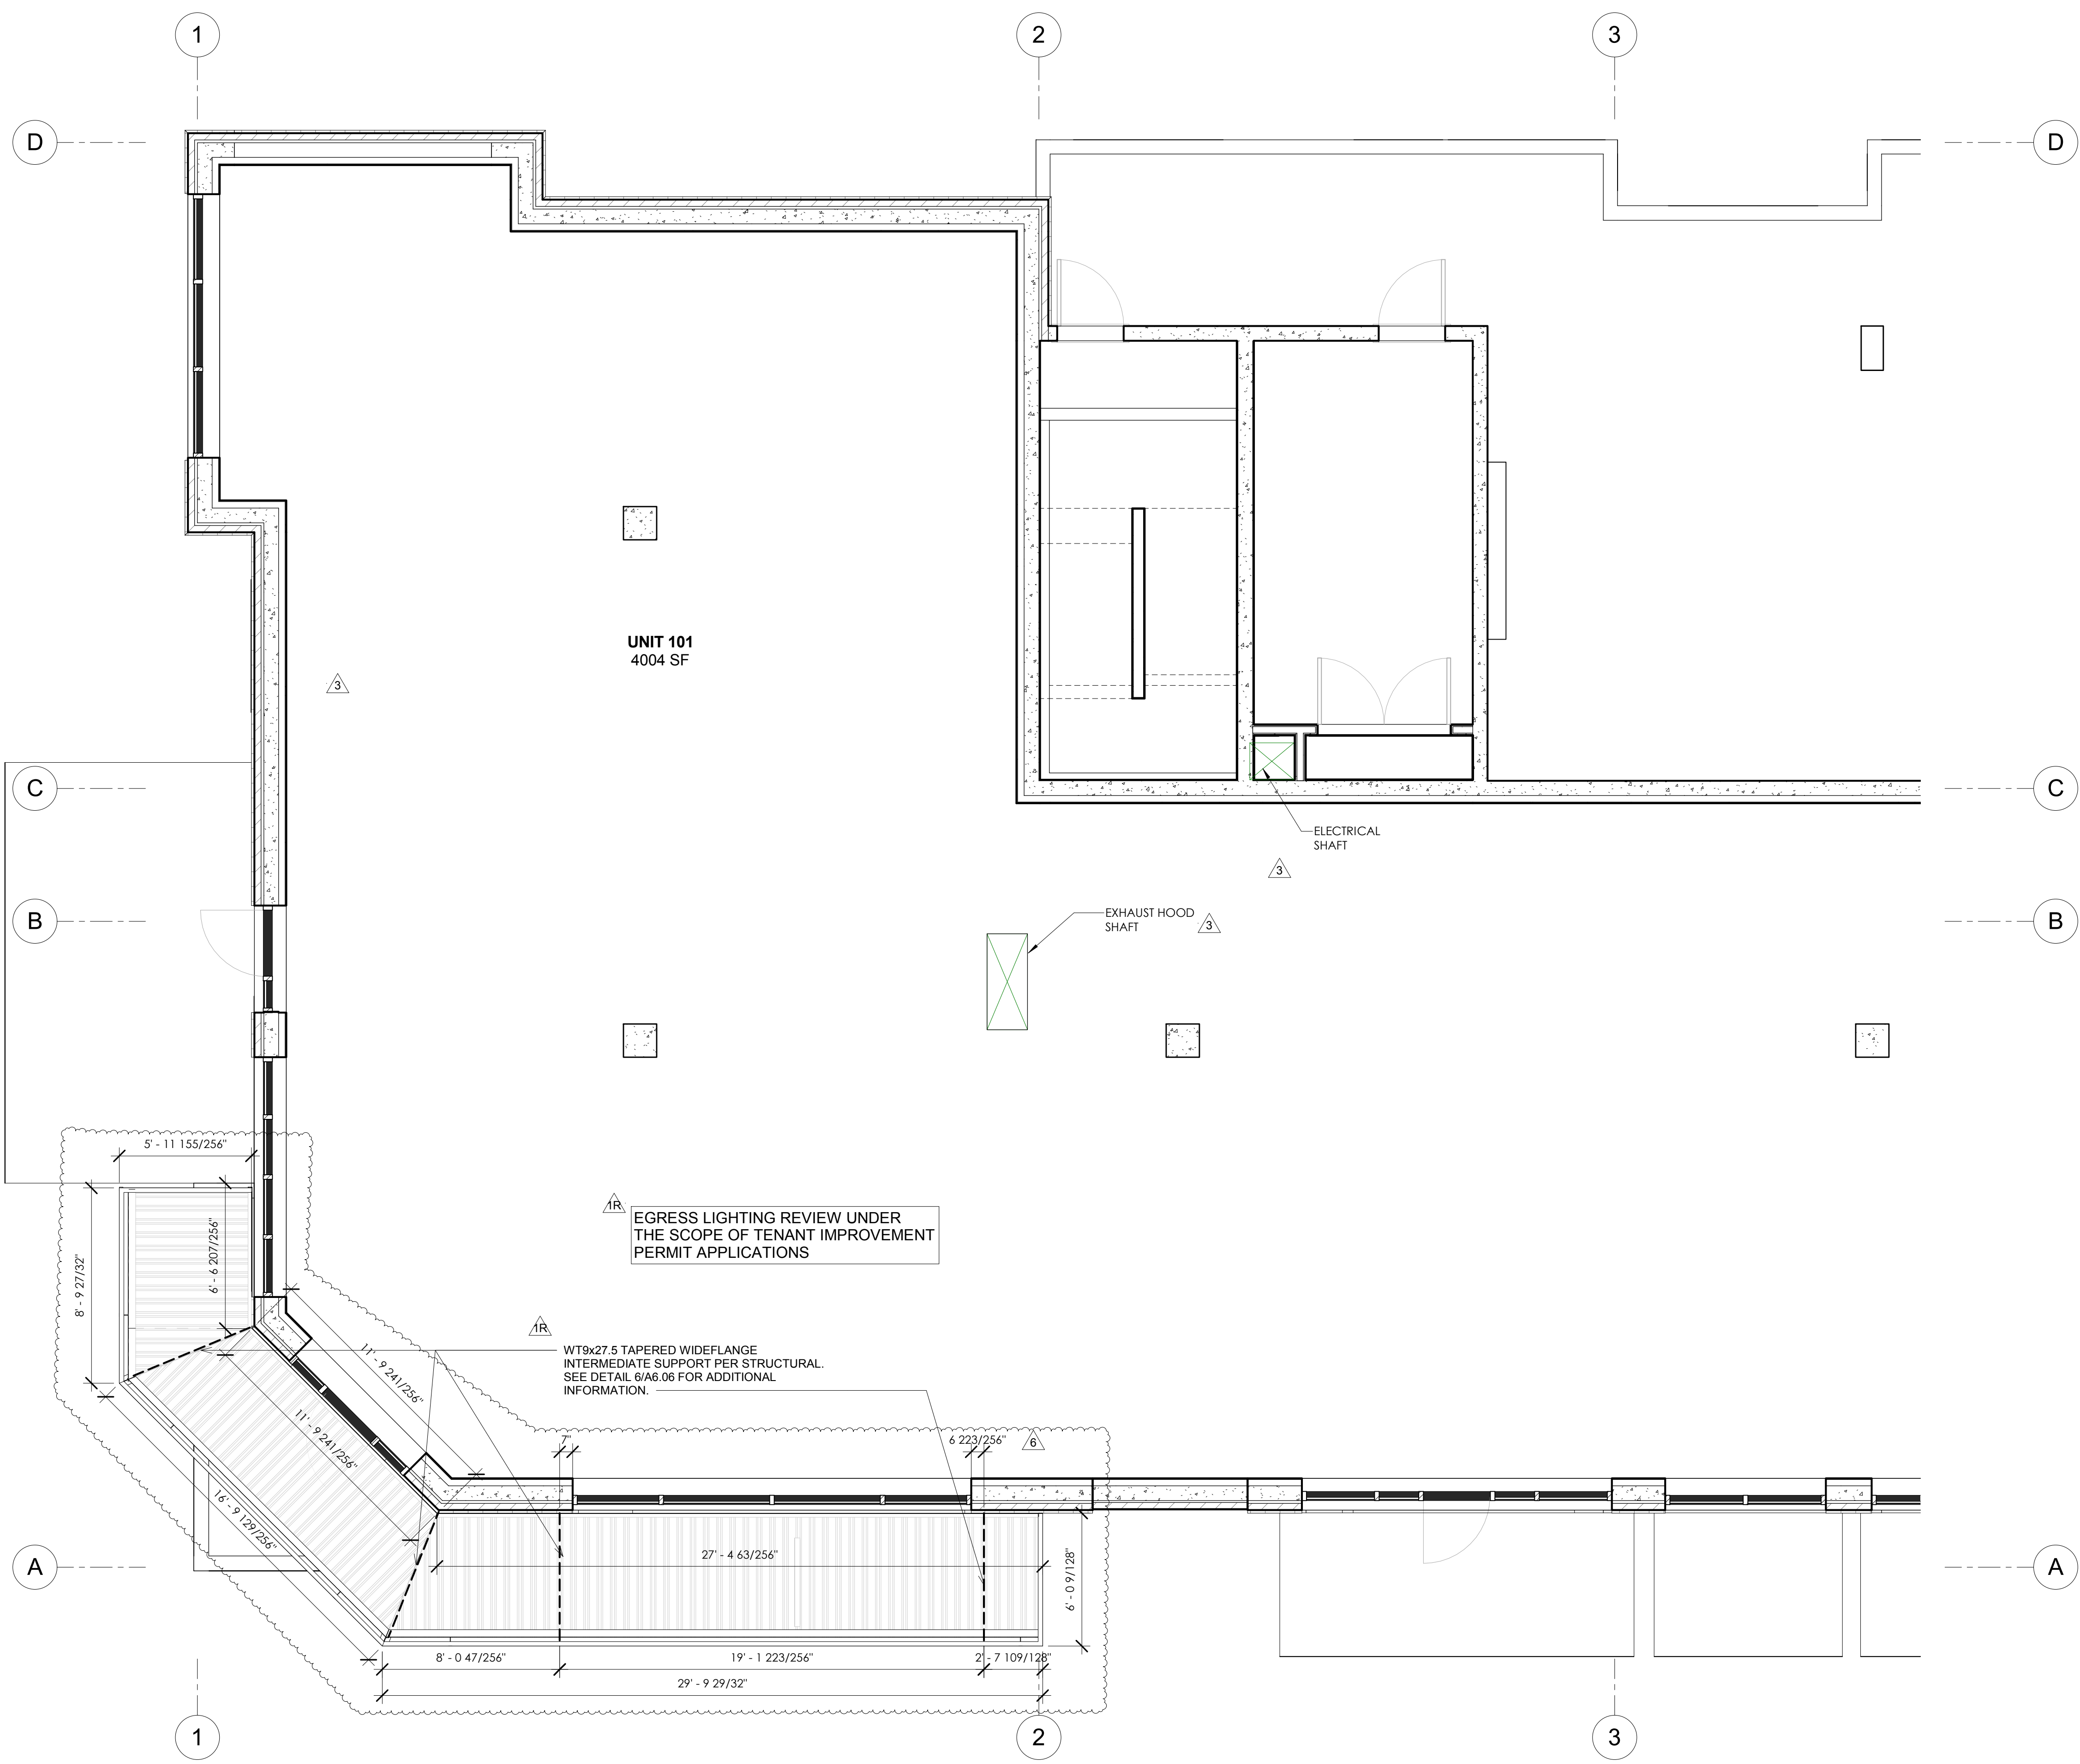 1
2
3
D
D
UNIT 101
4004 SF
3
C
C
ELECTRICAL
SHAFT
3
B
EXHAUST HOOD
SHAFT
3
B
5' - 11 155/256"
6' - 6 207/256"
8' - 9 27/32"
1R
EGRESS LIGHTING REVIEW UNDER
THE SCOPE OF TENANT IMPROVEMENT
PERMIT APPLICATIONS
1R
WT9x27.5 TAPERED WIDEFLANGE
INTERMEDIATE SUPPORT PER STRUCTURAL.
SEE DETAIL 6/A6.06 FOR ADDITIONAL
INFORMATION.
11' - 9 241/256"
11' - 9 241/256"
16' - 9 129/256"
7"
6 223/256"
6
A
27' - 4 63/256"
6' - 0 9/128"
A
8' - 0 47/256"
19' - 1 223/256"
2' - 7 109/128"
29' - 9 29/32"
1
2
3